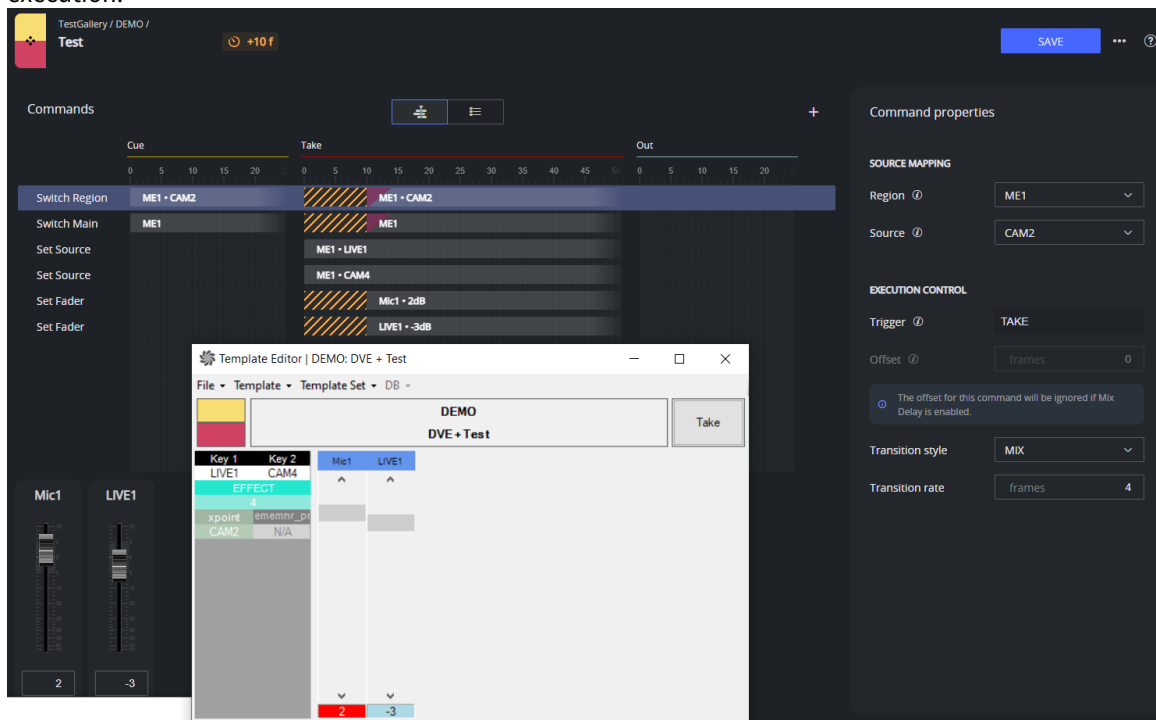 execution.
TestGallery / DEMO /
Test
+10 f
SAVE
Commands
+
Command properties
Cue
Take
Out
0 5 10 15 20
0 5 10 15 20 25 30 35 40 45 50
0 5 10 15 20
SOURCE MAPPING
Switch Region
ME1 • CAM2
ME1 • CAM2
Region
ME1
Switch Main
ME1
ME1
Set Source
ME1 • LIVE1
Source
CAM2
Set Source
ME1 • CAM4
Set Fader
Mic1 • 2dB
EXECUTION CONTROL
Set Fader
LIVE1 • -3dB
Trigger
TAKE
Offset
frames 0
The offset for this command will be ignored if Mix
Delay is enabled.
Transition style
MIX
Transition rate
frames 4
Template Editor | DEMO: DVE + Test
File Template Template Set DB
DEMO
DVE + Test
Take
Key 1 Key 2
LIVE1 CAM4
EFFECT
4
xpoint ememnr_pr
CAM2 N/A
Mic1 LIVE1
2 -3
Mic1 LIVE1
2 -3